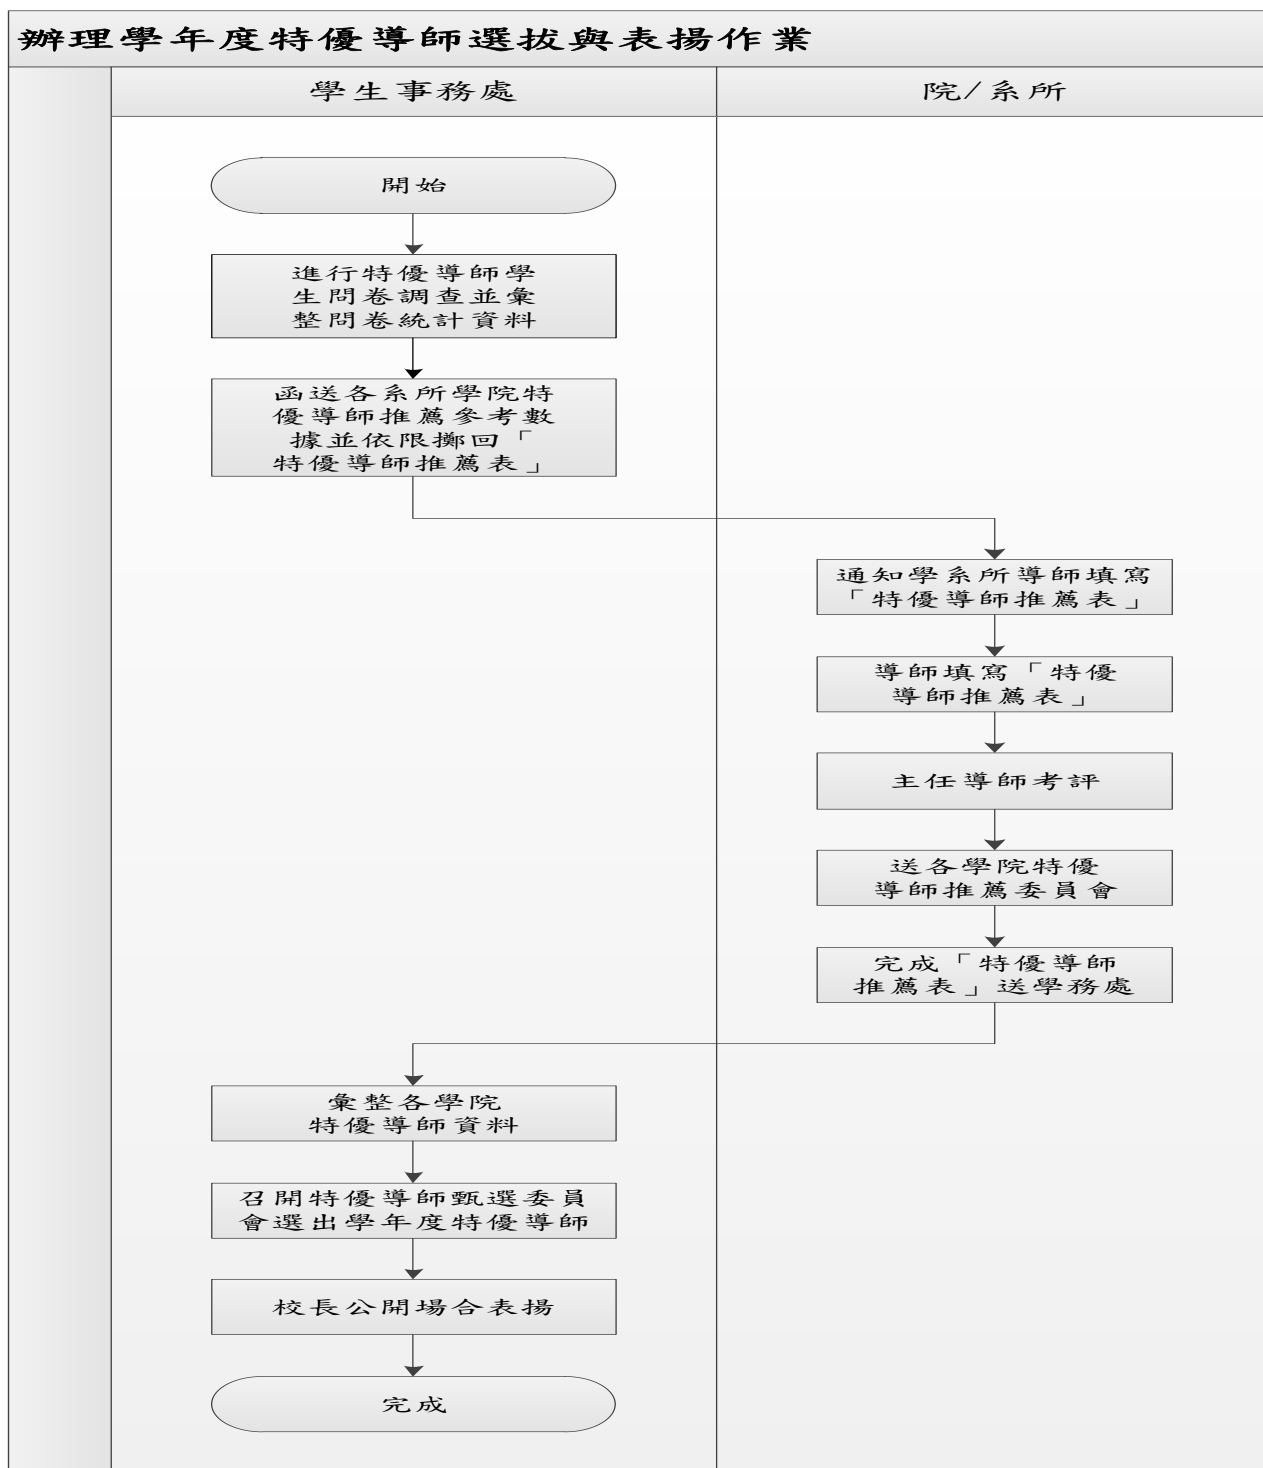 辦理學年度特優導師選拔與表揚作業
學生事務處
院/系所
開始
進行特優導師學
生問卷調查並彙
整問卷統計資料
函送各系所學院特
優導師推薦參考數
據並依限擲回「
特優導師推薦表」
通知學系所導師填寫
「特優導師推薦表」
導師填寫「特優
導師推薦表」
主任導師考評
送各學院特優
導師推薦委員會
完成「特優導師
推薦表」送學務處
彙整各學院
特優導師資料
召開特優導師甄選委員
會選出學年度特優導師
校長公開場合表揚
完成